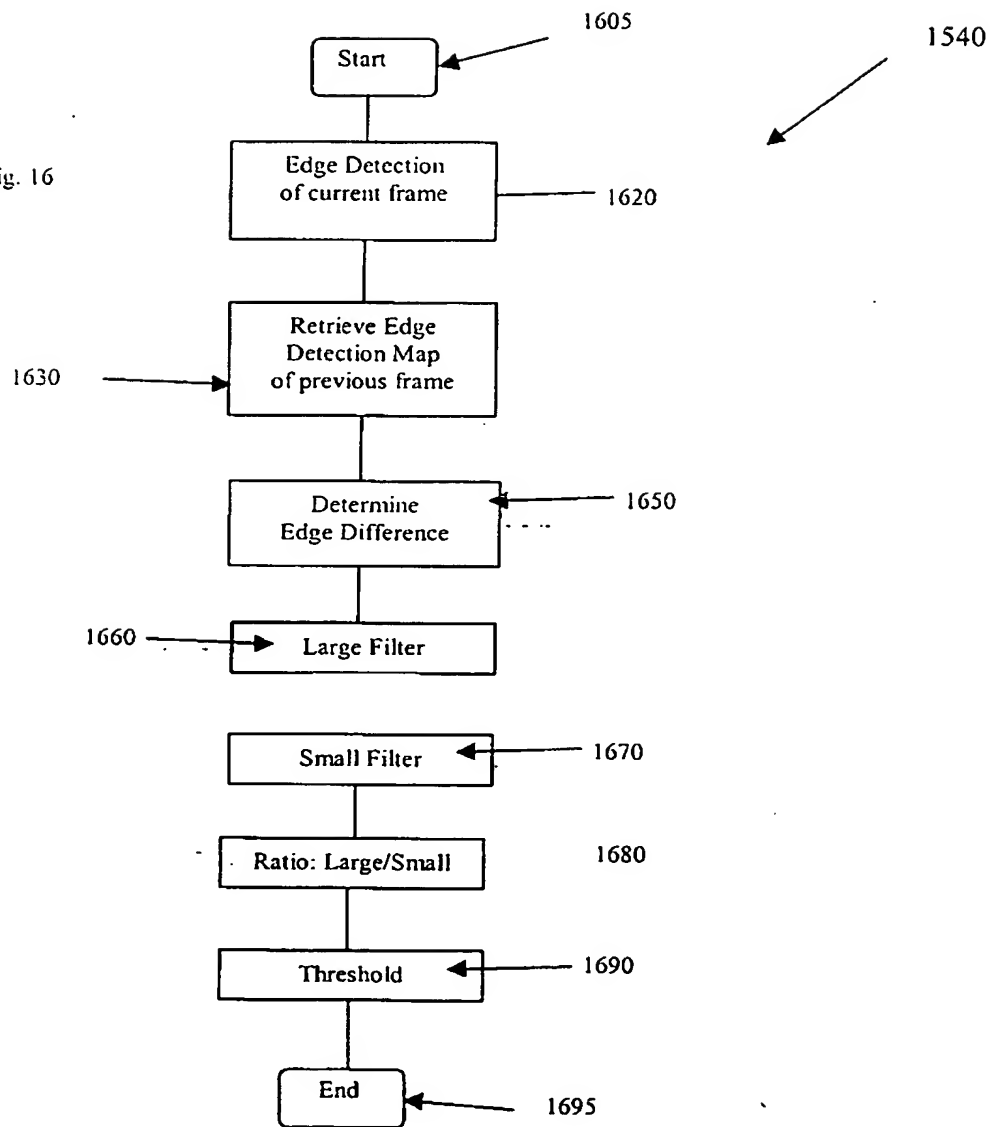 1605
1540
Start
ig. 16
Edge Detection
of current frame
1620
Retrieve Edge
Detection Map
of previous frame
1630
1650
Determine
Edge Difference
1660
Large Filter
Small Filter
1670
Ratio: Large/Small
1680
Threshold
1690
End
1695